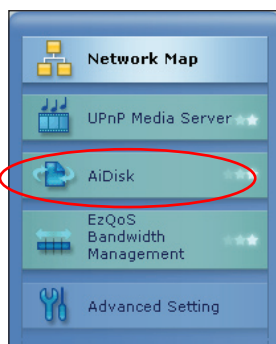 Network Map
UPnP Media Server
AiDisk
EzQoS
Bandwidth
Management
Advanced Setting